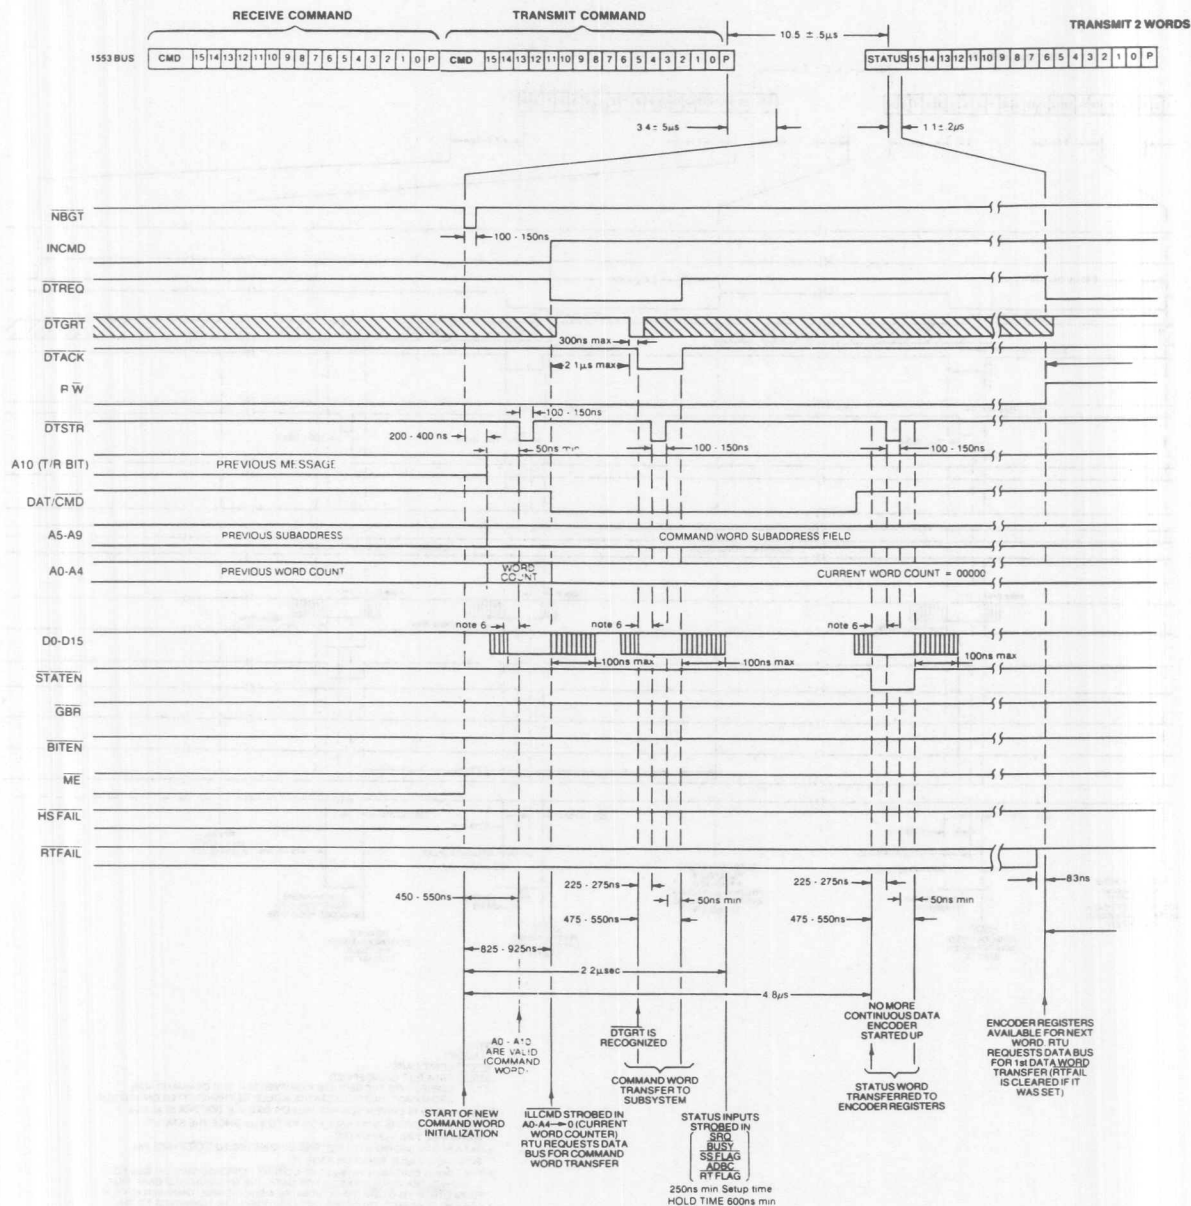 RECEIVE COMMAND
TRANSMIT COMMAND
10.5 ± .5µs
TRANSMIT 2 WORDS
1553 BUS
CMD 15 14 13 12 11 10 9 8 7 6 5 4 3 2 1 0 P
CMD 15 14 13 12 11 10 9 8 7 6 5 4 3 2 1 0 P
STATUS 15 14 13 12 11 10 9 8 7 6 5 4 3 2 1 0 P
3 4 ± 5µs
1 1 ± 2µs
NBGT
100 - 150ns
INCMD
DTREQ
DTGRT
300ns max
DTACK
2 1µs max
R W
100 - 150ns
DTSTR
200 - 400 ns
50ns min
100 - 150ns
100 - 150ns
A10 (T/R BIT)
PREVIOUS MESSAGE
DAT/CMD
A5-A9
PREVIOUS SUBADDRESS
COMMAND WORD SUBADDRESS FIELD
A0-A4
PREVIOUS WORD COUNT
WORD
COUNT
CURRENT WORD COUNT = 00000
note 6
note 6
note 6
D0-D15
100ns max
100ns max
100ns max
STATEN
GBR
BITEN
ME
HS FAIL
RTFAIL
450 - 550ns
225 - 275ns
225 - 275ns
83ns
50ns min
50ns min
475 - 550ns
475 - 550ns
825 - 925ns
2 2µsec
4 8µs
A0 - A10
ARE VALID
(COMMAND
WORD)
DTGRT IS
RECOGNIZED
NO MORE
CONTINUOUS DATA
ENCODER
STARTED UP
ENCODER REGISTERS
AVAILABLE FOR NEXT
WORD. RTU
REQUESTS DATA BUS
FOR 1st DATA WORD
TRANSFER (RTFAIL
IS CLEARED IF IT
WAS SET)
START OF NEW
COMMAND WORD
INITIALIZATION
ILLCMD STROBED IN
A0-A4→0 (CURRENT
WORD COUNTER)
RTU REQUESTS DATA
BUS FOR COMMAND
WORD TRANSFER
COMMAND WORD
TRANSFER TO
SUBSYSTEM
STATUS INPUTS
STROBED IN
SRQ
BUSY
SS FLAG
ADBC
RT FLAG
250ns min Setup time
HOLD TIME 600ns min
STATUS WORD
TRANSFERRED TO
ENCODER REGISTERS